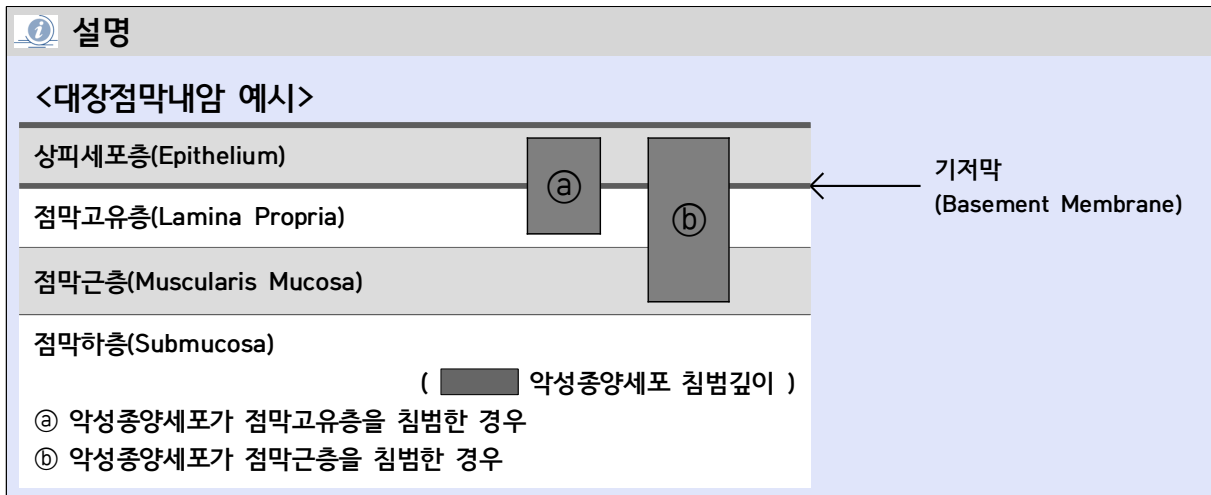 설명
<대장점막내암 예시>
상피세포층(Epithelium)
ⓐ
기저막
(Basement Membrane)
점막고유층(Lamina Propria)
ⓑ
점막근층(Muscularis Mucosa)
점막하층(Submucosa)
( 악성종양세포 침범깊이 )
ⓐ 악성종양세포가 점막고유층을 침범한 경우
ⓑ 악성종양세포가 점막근층을 침범한 경우